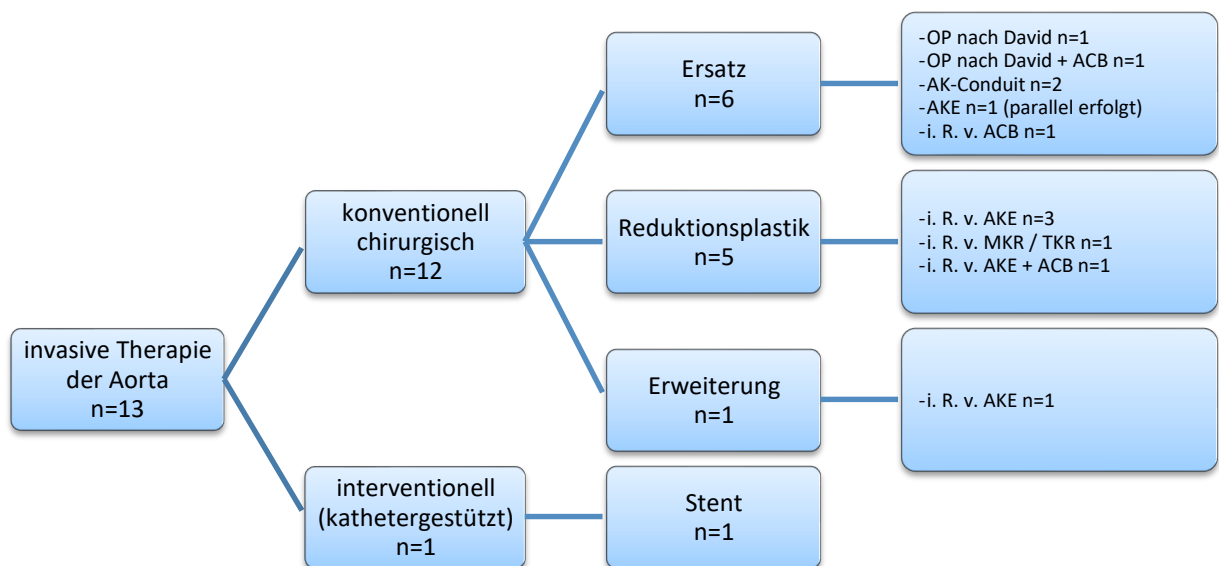 invasive Therapie
der Aorta
n=13
konventionell
chirurgisch
n=12
Ersatz
n=6
-OP nach David n=1
-OP nach David + ACB n=1
-AK-Conduit n=2
-AKE n=1 (parallel erfolgt)
-i. R. v. ACB n=1
Reduktionsplastik
n=5
-i. R. v. AKE n=3
-i. R. v. MKR / TKR n=1
-i. R. v. AKE + ACB n=1
Erweiterung
n=1
-i. R. v. AKE n=1
interventionell
(kathetergestützt)
n=1
Stent
n=1